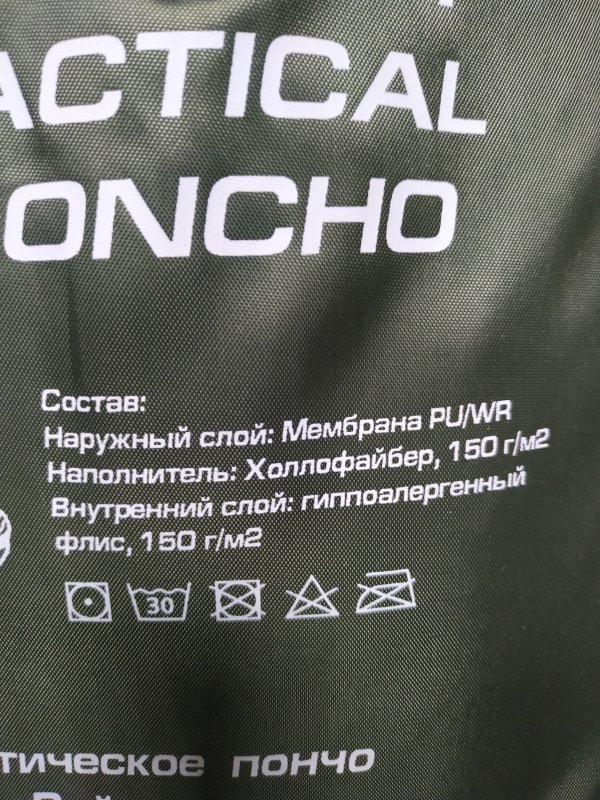 ACTICAL
ONCHO
Состав:
Наружный слой: Мембрана PU/WR
Наполнитель: Холлофайбер, 150 г/м2
Внутренний слой: гиппоалергенный
флис, 150 г/м2
30
тическое пончо